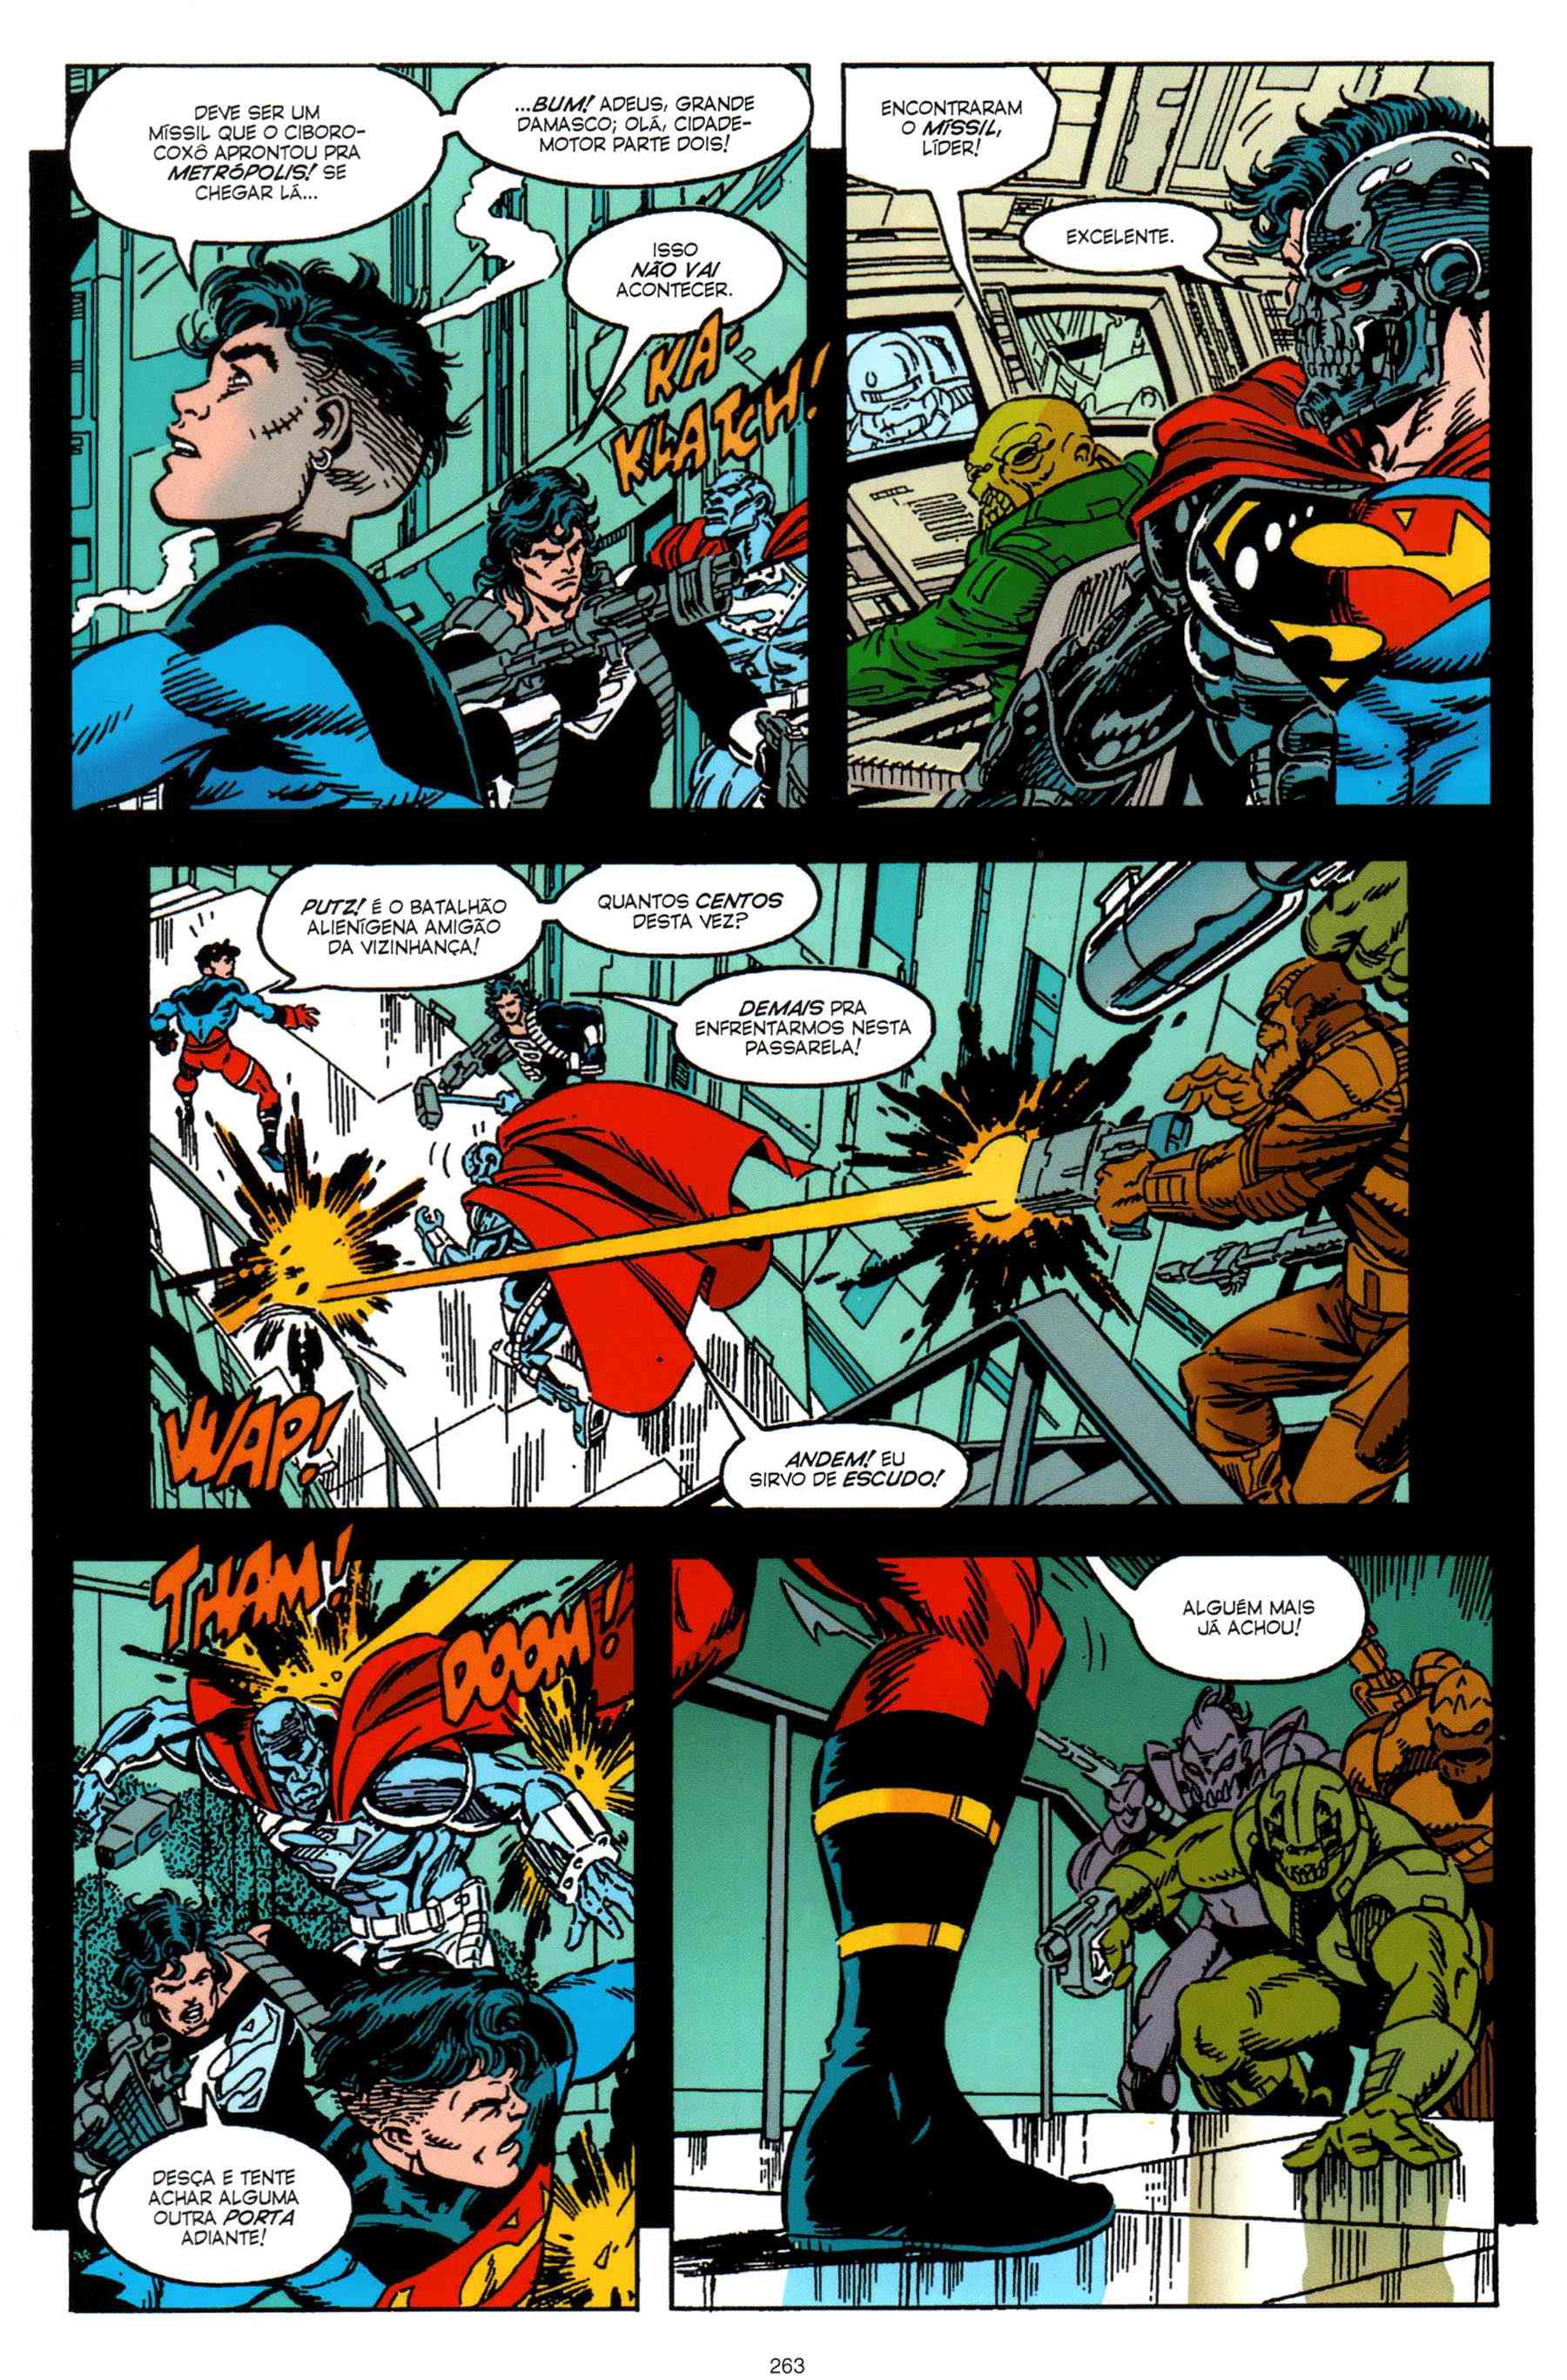 DEVE SER UM
MÍSSIL QUE O CIBORO-
COXÔ APRONTOU PRA
METRÓPOLIS! SE
CHEGAR LÁ...
...BUM! ADEUS, GRANDE
DAMASCO; OLÁ, CIDADE-
MOTOR PARTE DOIS!
ISSO
NÃO VAI
ACONTECER.
KA-
KLATCH!
ENCONTRARAM
O MÍSSIL,
LÍDER!
EXCELENTE.
PUTZ! É O BATALHÃO
ALIENÍGENA AMIGÃO
DA VIZINHANÇA!
QUANTOS CENTOS
DESTA VEZ?
DEMAIS PRA
ENFRENTARMOS NESTA
PASSARELA!
VWAP!
ANDEM! EU
SIRVO DE ESCUDO!
THAM!
DOOM!
DESÇA E TENTE
ACHAR ALGUMA
OUTRA PORTA
ADIANTE!
ALGUÉM MAIS
JÁ ACHOU!
263